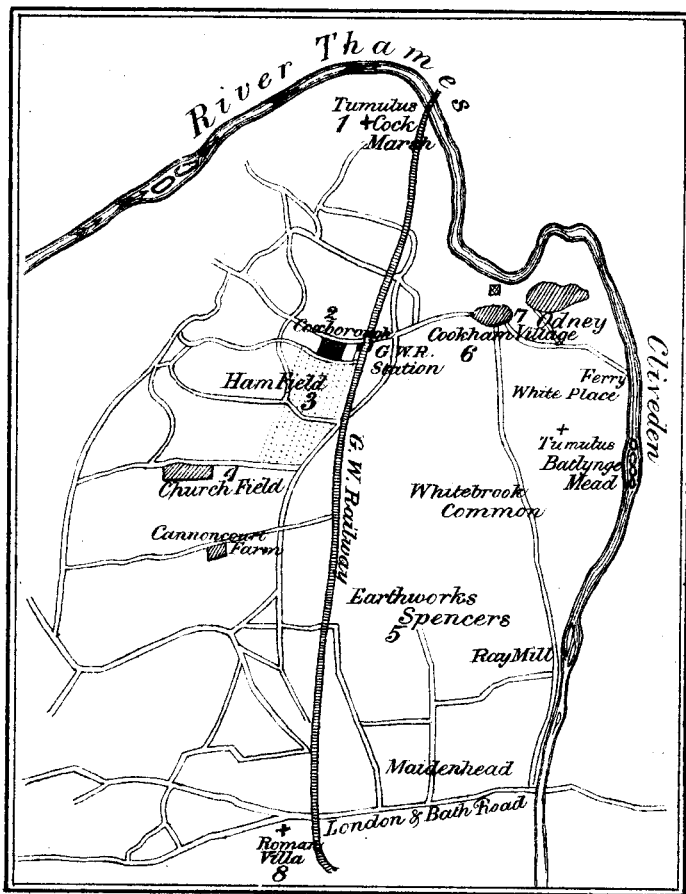 River Thames
Tumulus
1 +Cock
Marsh
2
Coxborough
G.W.R.
Station
7 Odney
Cookham Village
6
Cliveden
Ham Field
3
Ferry
White Place
+
Tumulus
Batlynge
Mead
G.W. Railway
Church Field
Whitebrook
Common
Cannoncourt
Farm
Earthworks
Spencers
5
Ray Mill
Maidenhead
London & Bath Road
+
Roman
Villa
8